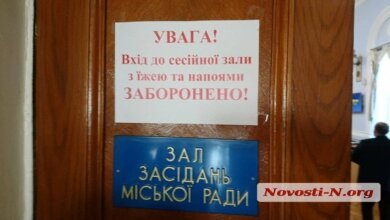 УВАГА!
Вхід до сесійної зали
з їжею та напоями
ЗАБОРОНЕНО!
ЗАЛ
ЗАСІДАНЬ
МІСЬКОЇ РАДИ
Novosti-N.org